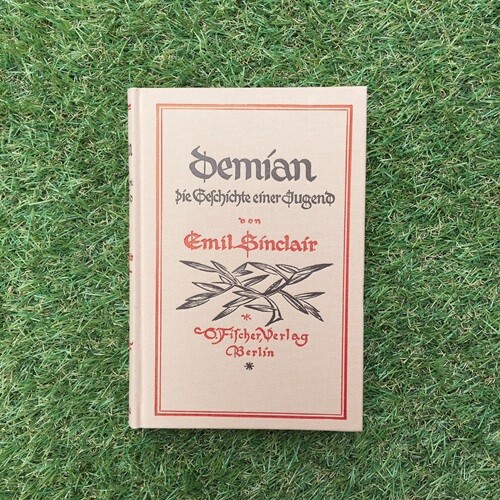 Demian
Die Geschichte einer Jugend
von
Emil Sinclair
*
S. Fischer, Verlag
Berlin
*